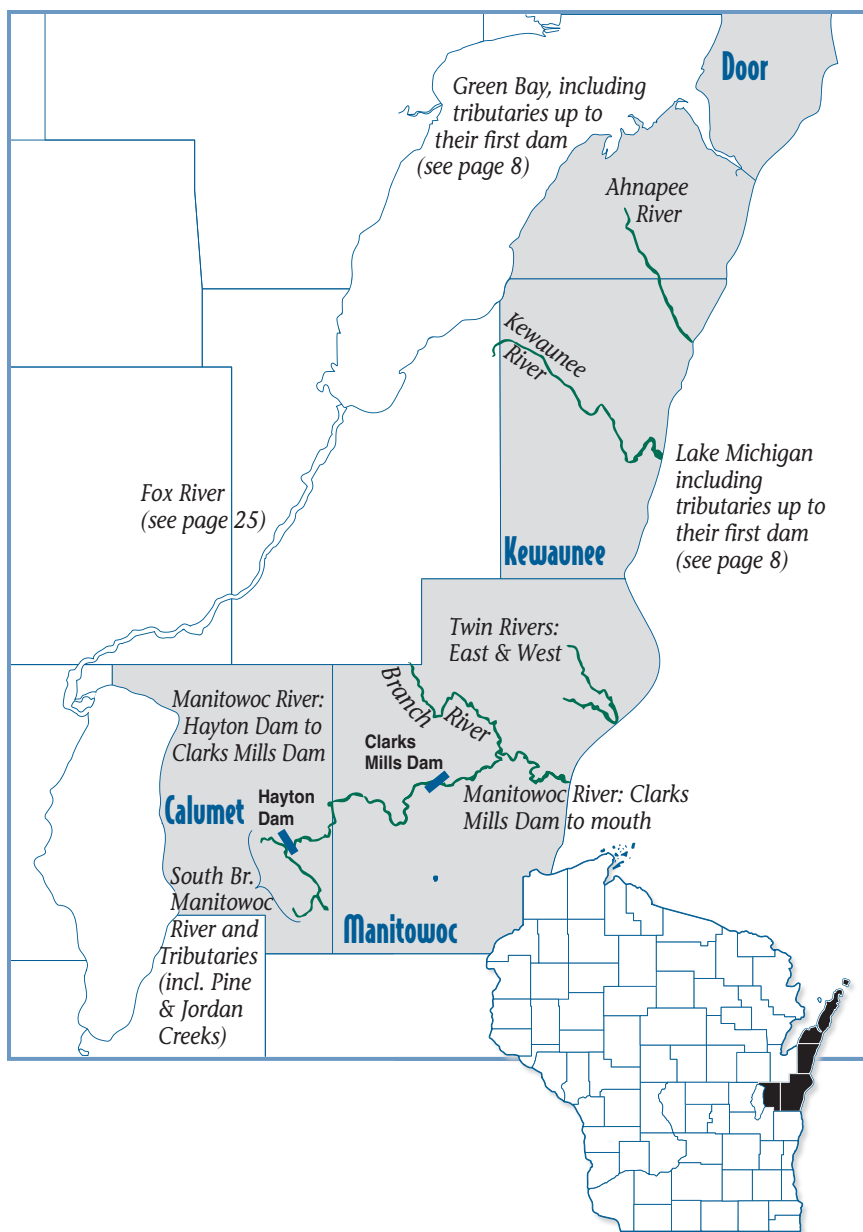 Door
Green Bay, including
tributaries up to
their first dam
(see page 8)
Ahnapee
River
Kewaunee
River
Lake Michigan
including
tributaries up to
their first dam
(see page 8)
Fox River
(see page 25)
Kewaunee
Twin Rivers:
East & West
Branch
River
Manitowoc River:
Hayton Dam to
Clarks Mills Dam
Clarks
Mills Dam
Calumet
Hayton
Dam
Manitowoc River: Clarks
Mills Dam to mouth
South Br.
Manitowoc
River and
Tributaries
(incl. Pine
& Jordan
Creeks)
Manitowoc